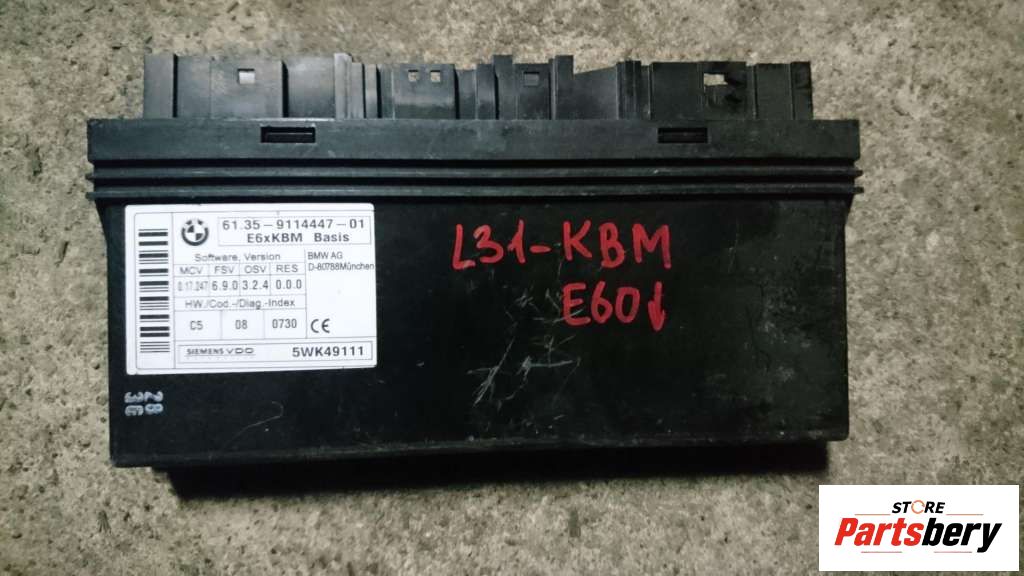 61.35-9114447-01
E6xKBM Basis
Software, Version
MCV FSV OSV RES
0.17.247 6.9.0 3.2.4 0.0.0
HW./Cod.-/Diag.-Index
C5 08 0730
BMW AG
D-80788München
CE
SIEMENS VDO 5WK49111
L31-KBM
E60↓
STORE
Partsbery